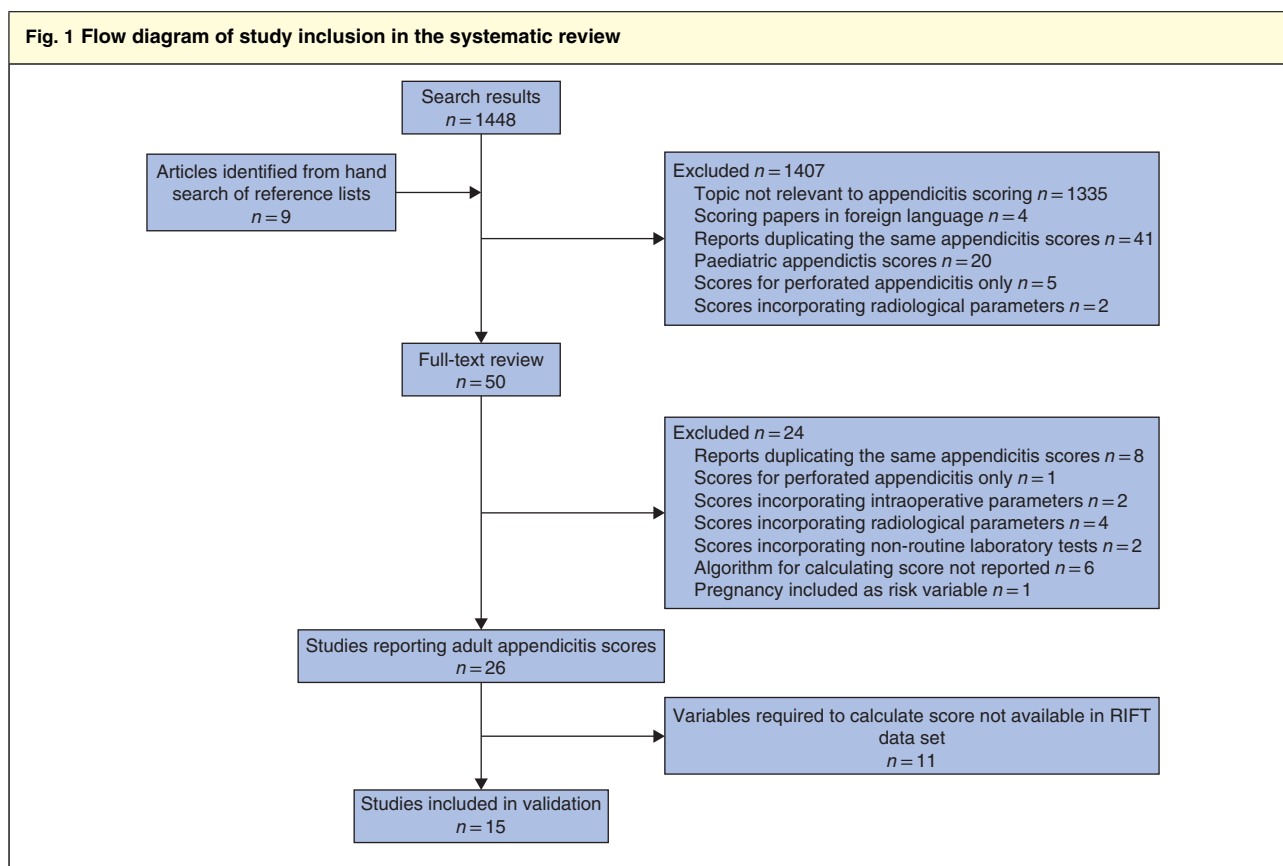 Fig. 1 Flow diagram of study inclusion in the systematic review
Search results
n = 1448
Articles identified from hand
search of reference lists
n = 9
Excluded n = 1407
Topic not relevant to appendicitis scoring n = 1335
Scoring papers in foreign language n = 4
Reports duplicating the same appendicitis scores n = 41
Paediatric appendictis scores n = 20
Scores for perforated appendicitis only n = 5
Scores incorporating radiological parameters n = 2
Full-text review
n = 50
Excluded n = 24
Reports duplicating the same appendicitis scores n = 8
Scores for perforated appendicitis only n = 1
Scores incorporating intraoperative parameters n = 2
Scores incorporating radiological parameters n = 4
Scores incorporating non-routine laboratory tests n = 2
Algorithm for calculating score not reported n = 6
Pregnancy included as risk variable n = 1
Studies reporting adult appendicitis scores
n = 26
Variables required to calculate score not available in RIFT
data set
n = 11
Studies included in validation
n = 15